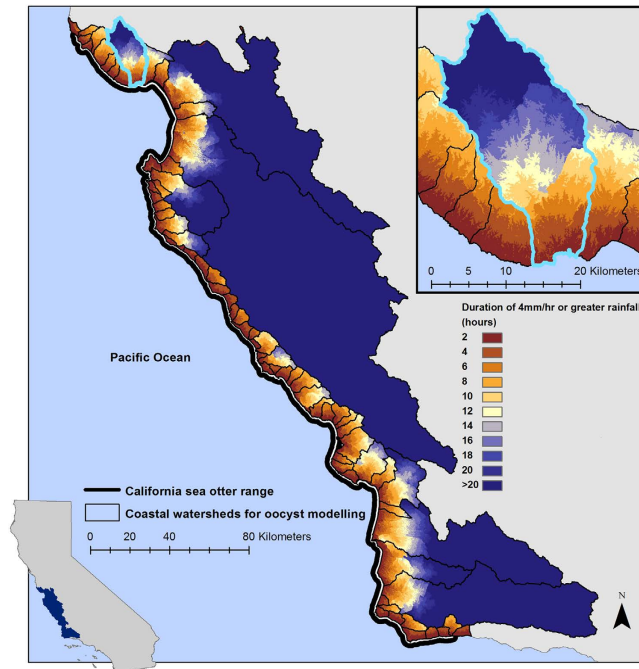 0 5 10 20 Kilometers
Duration of 4mm/hr or greater rainfall
(hours)
2
4
6
8
10
12
14
16
18
20
>20
Pacific Ocean
California sea otter range
Coastal watersheds for oocyst modelling
0 20 40 80 Kilometers
N